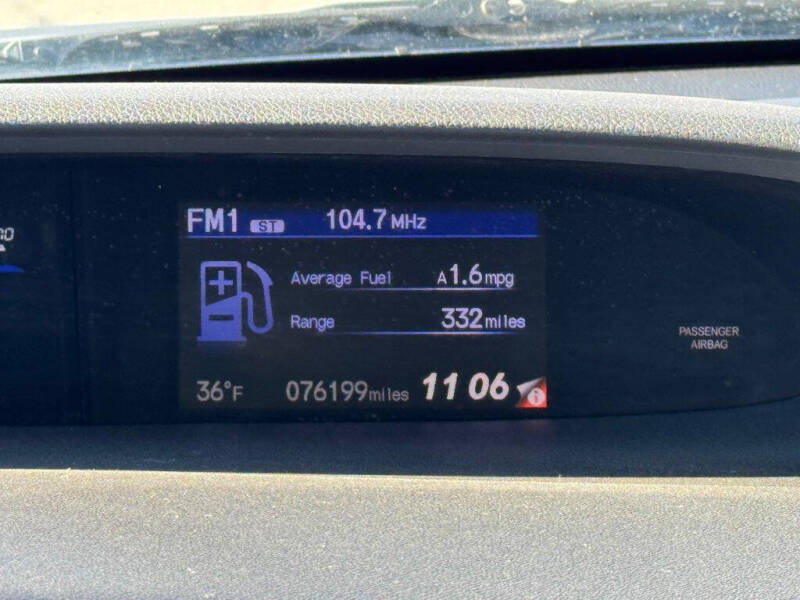 FM1 ST 104.7 MHz
Average Fuel A 1.6 mpg
Range 332 miles
36°F 076199 miles 11 06 i
PASSENGER
AIRBAG